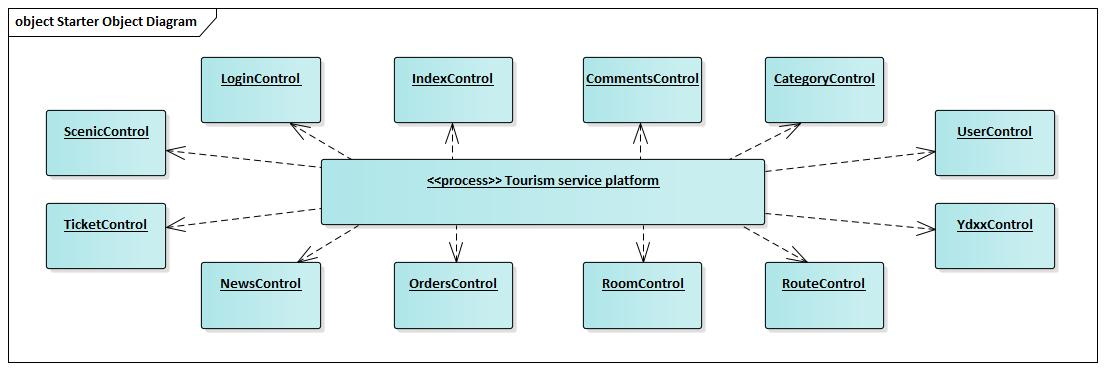 object Starter Object Diagram
LoginControl
IndexControl
CommentsControl
CategoryControl
ScenicControl
UserControl
<<process>> Tourism service platform
TicketControl
YdxxControl
NewsControl
OrdersControl
RoomControl
RouteControl